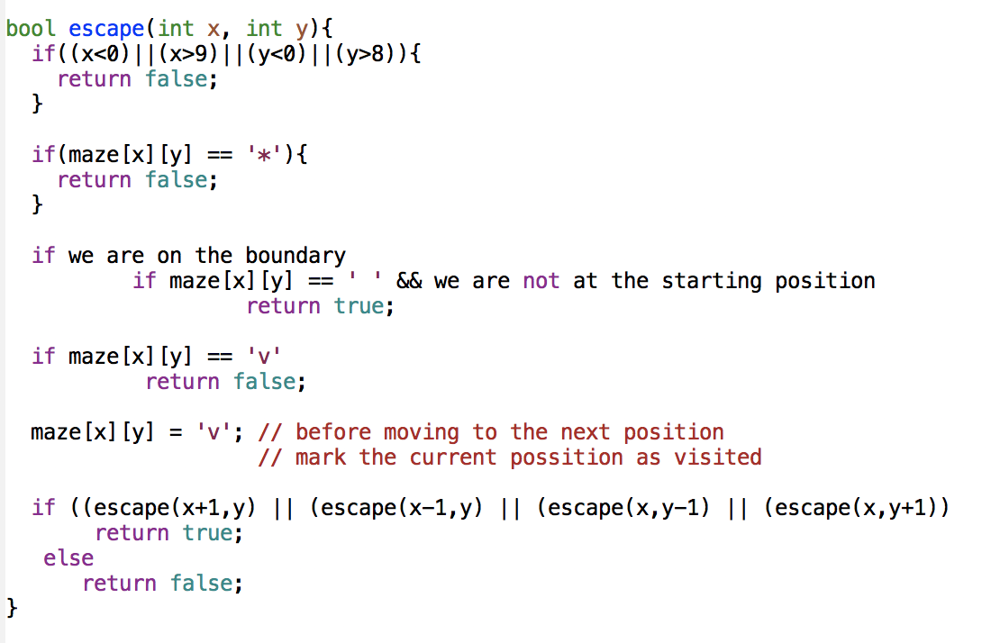 bool escape(int x, int y){
  if((x<0)||(x>9)||(y<0)||(y>8)){
    return false;
  }
  if(maze[x][y] == '*'){
    return false;
  }
  if we are on the boundary
          if maze[x][y] == ' ' && we are not at the starting position
                   return true;
  if maze[x][y] == 'v'
           return false;
  maze[x][y] = 'v'; // before moving to the next position
                    // mark the current possition as visited
  if ((escape(x+1,y) || (escape(x-1,y) || (escape(x,y-1) || (escape(x,y+1))
       return true;
   else
      return false;
}